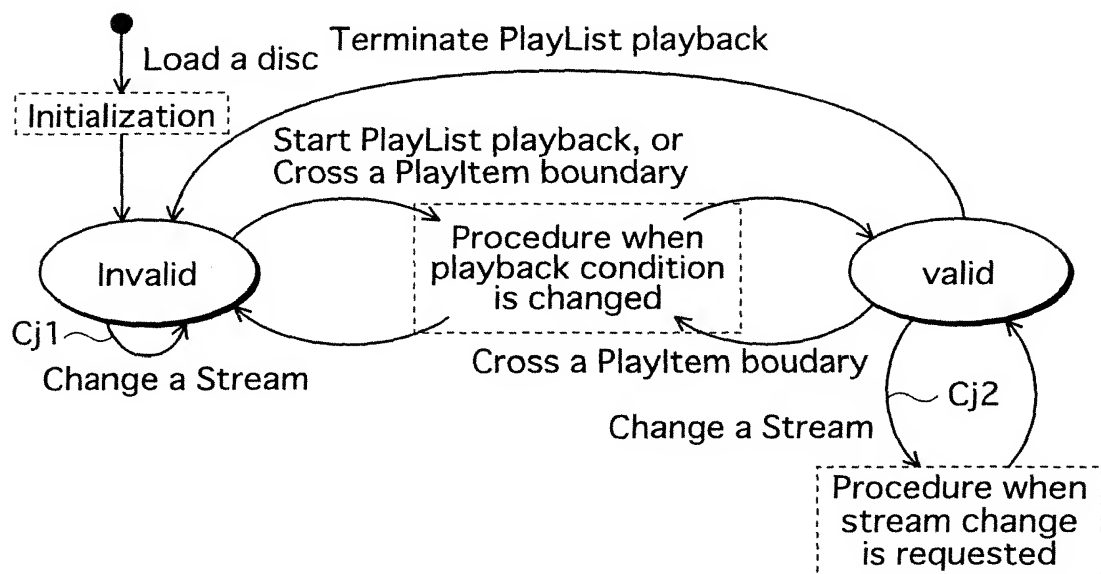 Terminate PlayList playback
Load a disc
Initialization
Start PlayList playback, or
Cross a PlayItem boundary
Procedure when
playback condition
is changed
Invalid
valid
Cj1
Change a Stream
Cross a PlayItem boudary
Cj2
Change a Stream
Procedure when
stream change
is requested